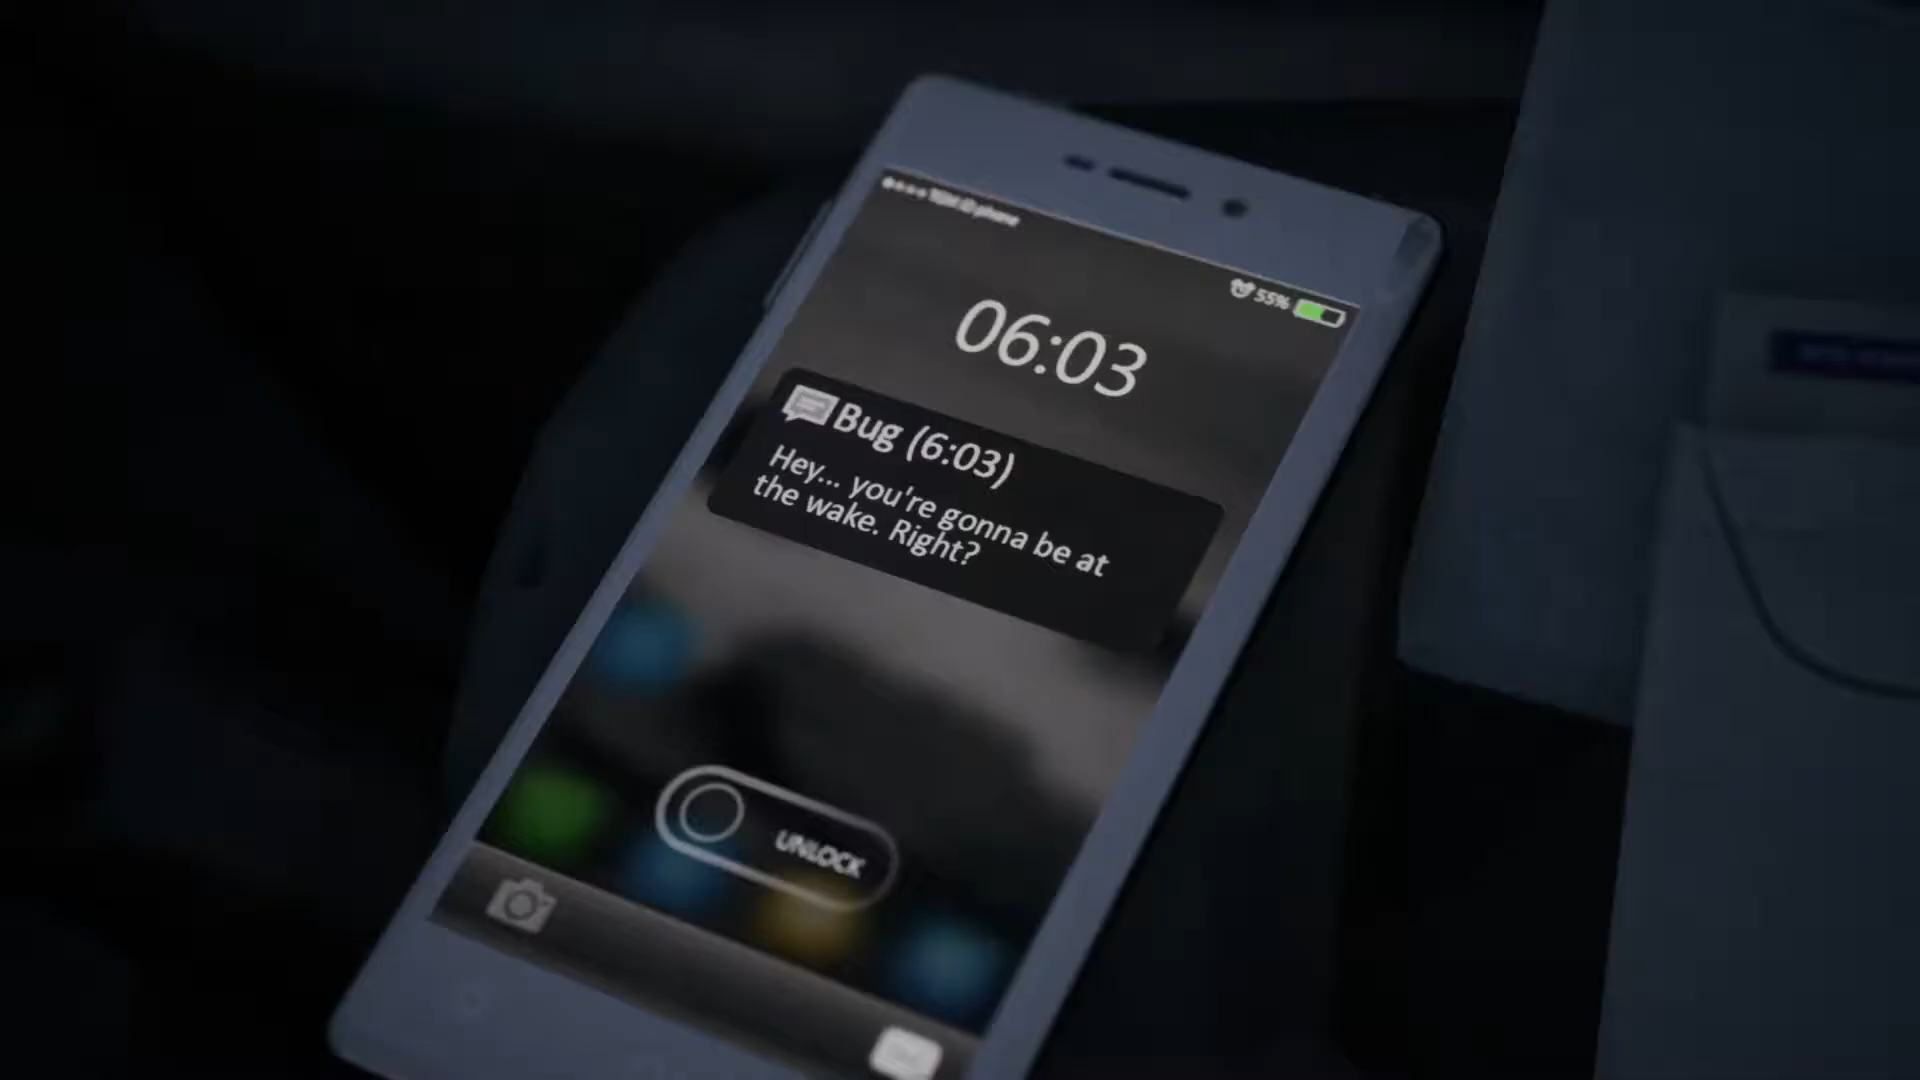 55%
06:03
Bug (6:03)
Hey... you're gonna be at
the wake. Right?
UNLOCK